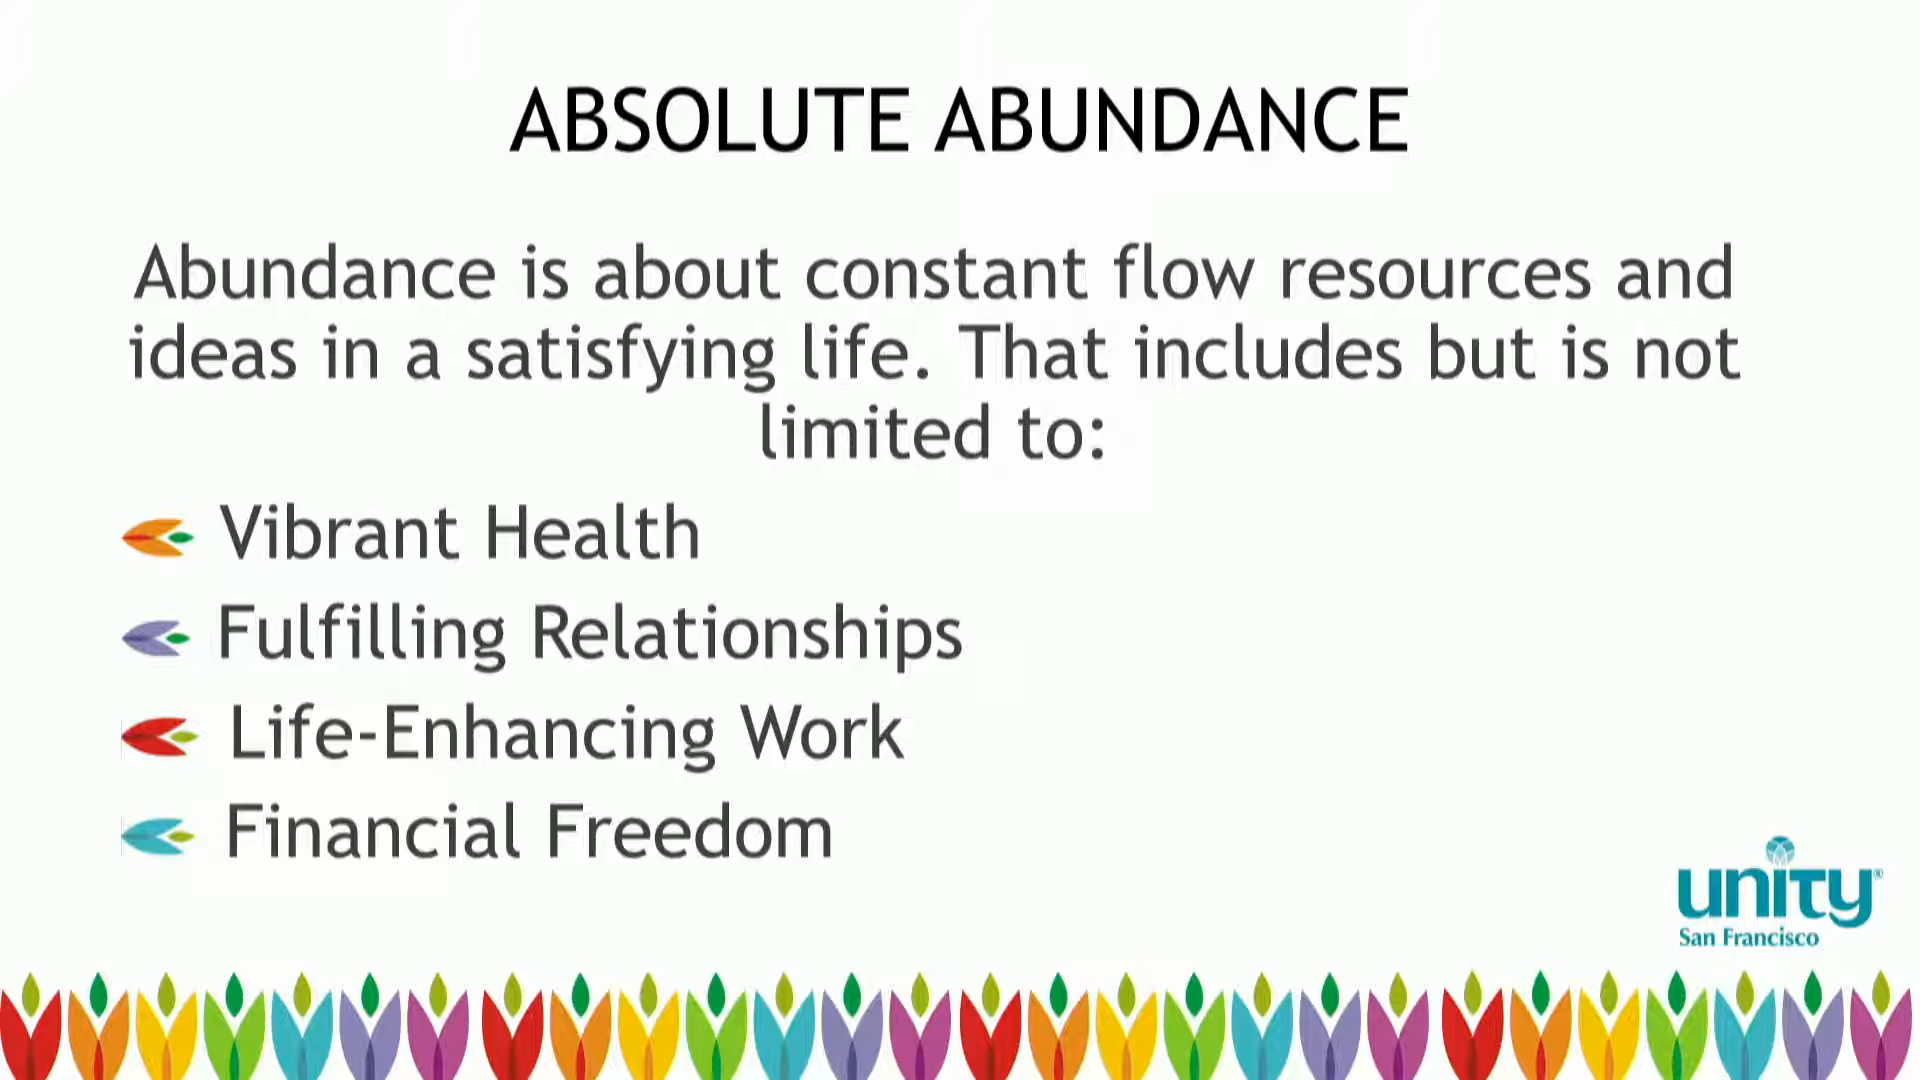 ABSOLUTE ABUNDANCE
Abundance is about constant flow resources and
ideas in a satisfying life. That includes but is not
limited to:
Vibrant Health
Fulfilling Relationships
Life-Enhancing Work
Financial Freedom
unity®
San Francisco